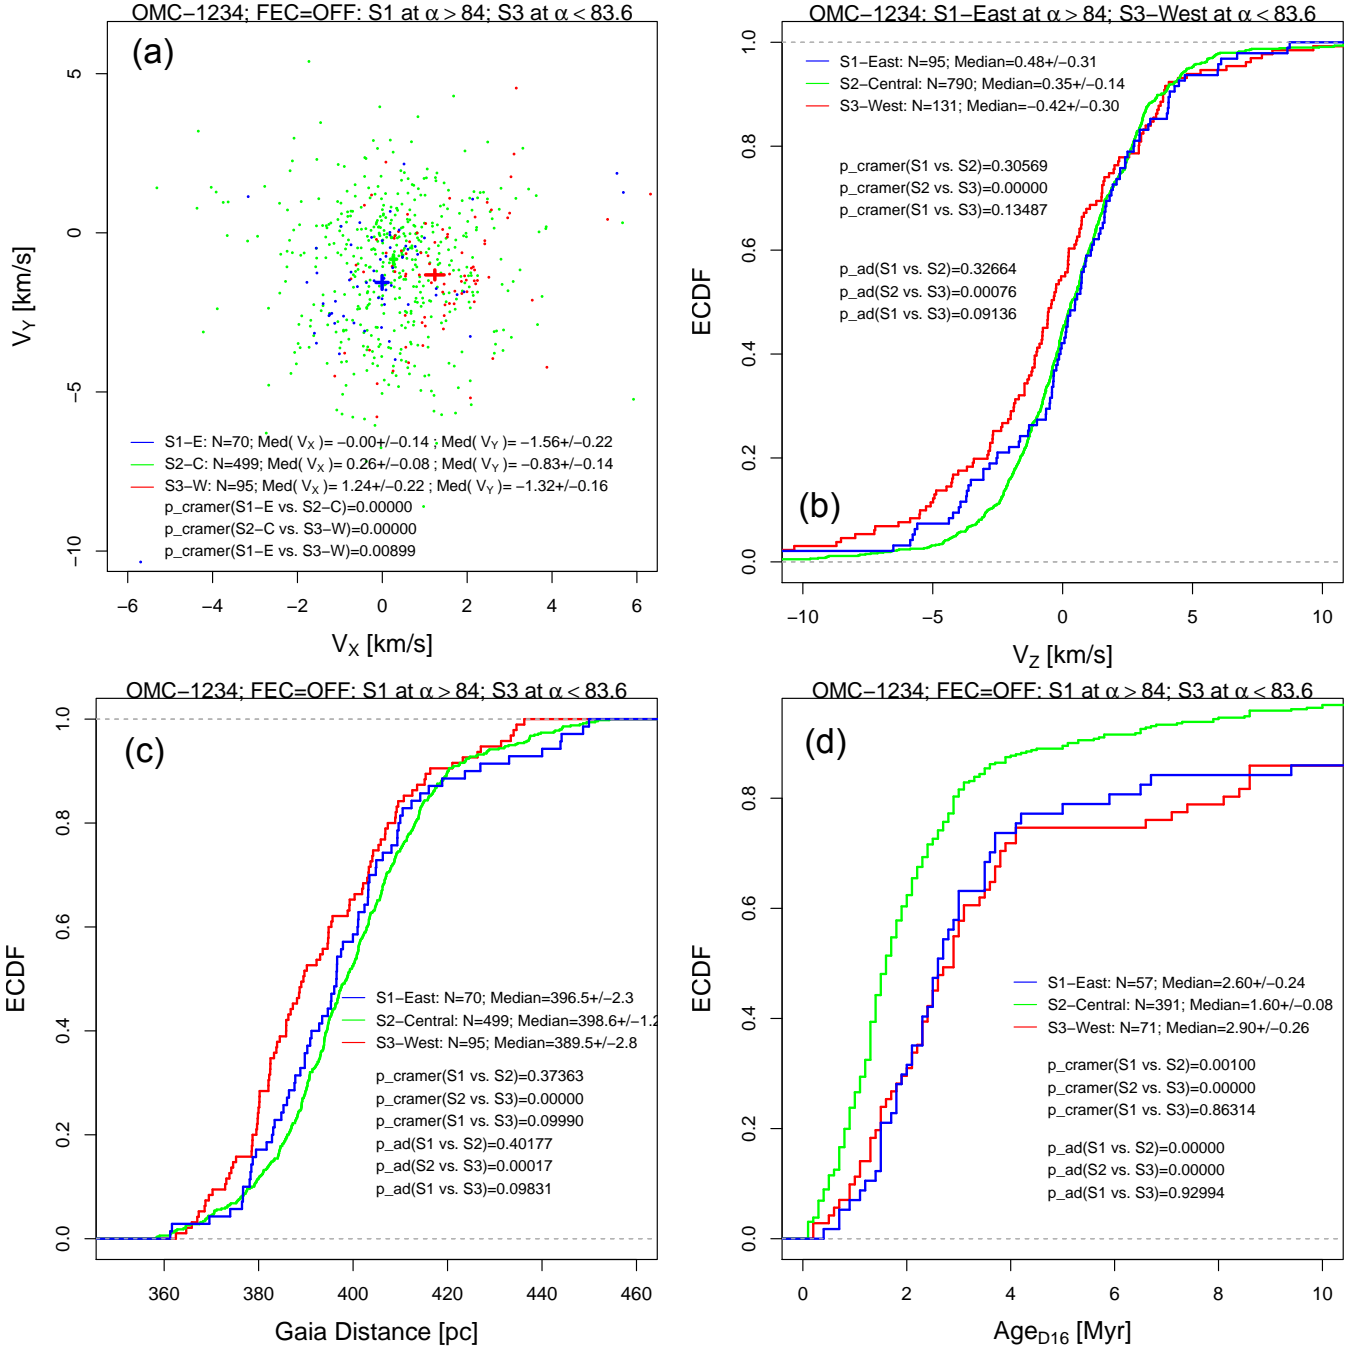 OMC−1234; FEC=OFF: S1 at α > 84; S3 at α < 83.6
(a)
5
0
−5
−10
V_Y [km/s]
S1−E: N=70; Med( V_X )= −0.00+/−0.14 ; Med( V_Y )= −1.56+/−0.22
S2−C: N=499; Med( V_X )= 0.26+/−0.08 ; Med( V_Y )= −0.83+/−0.14
S3−W: N=95; Med( V_X )= 1.24+/−0.22 ; Med( V_Y )= −1.32+/−0.16
p_cramer(S1−E vs. S2−C)=0.00000
p_cramer(S2−C vs. S3−W)=0.00000
p_cramer(S1−E vs. S3−W)=0.00899
−6 −4 −2 0 2 4 6
V_X [km/s]
OMC−1234; S1−East at α > 84; S3−West at α < 83.6
S1−East: N=95; Median=0.48+/−0.31
S2−Central: N=790; Median=0.35+/−0.14
S3−West: N=131; Median=−0.42+/−0.30
p_cramer(S1 vs. S2)=0.30569
p_cramer(S2 vs. S3)=0.00000
p_cramer(S1 vs. S3)=0.13487
p_ad(S1 vs. S2)=0.32664
p_ad(S2 vs. S3)=0.00076
p_ad(S1 vs. S3)=0.09136
(b)
1.0
0.8
0.6
0.4
0.2
0.0
ECDF
−10 −5 0 5 10
V_Z [km/s]
OMC−1234; FEC=OFF: S1 at α > 84; S3 at α < 83.6
(c)
1.0
0.8
0.6
0.4
0.2
0.0
ECDF
S1−East: N=70; Median=396.5+/−2.3
S2−Central: N=499; Median=398.6+/−1.2
S3−West: N=95; Median=389.5+/−2.8
p_cramer(S1 vs. S2)=0.37363
p_cramer(S2 vs. S3)=0.00000
p_cramer(S1 vs. S3)=0.09990
p_ad(S1 vs. S2)=0.40177
p_ad(S2 vs. S3)=0.00017
p_ad(S1 vs. S3)=0.09831
360 380 400 420 440 460
Gaia Distance [pc]
OMC−1234; FEC=OFF: S1 at α > 84; S3 at α < 83.6
(d)
0.8
0.6
0.4
0.2
0.0
ECDF
S1−East: N=57; Median=2.60+/−0.24
S2−Central: N=391; Median=1.60+/−0.08
S3−West: N=71; Median=2.90+/−0.26
p_cramer(S1 vs. S2)=0.00100
p_cramer(S2 vs. S3)=0.00000
p_cramer(S1 vs. S3)=0.86314
p_ad(S1 vs. S2)=0.00000
p_ad(S2 vs. S3)=0.00000
p_ad(S1 vs. S3)=0.92994
0 2 4 6 8 10
Age_D16 [Myr]